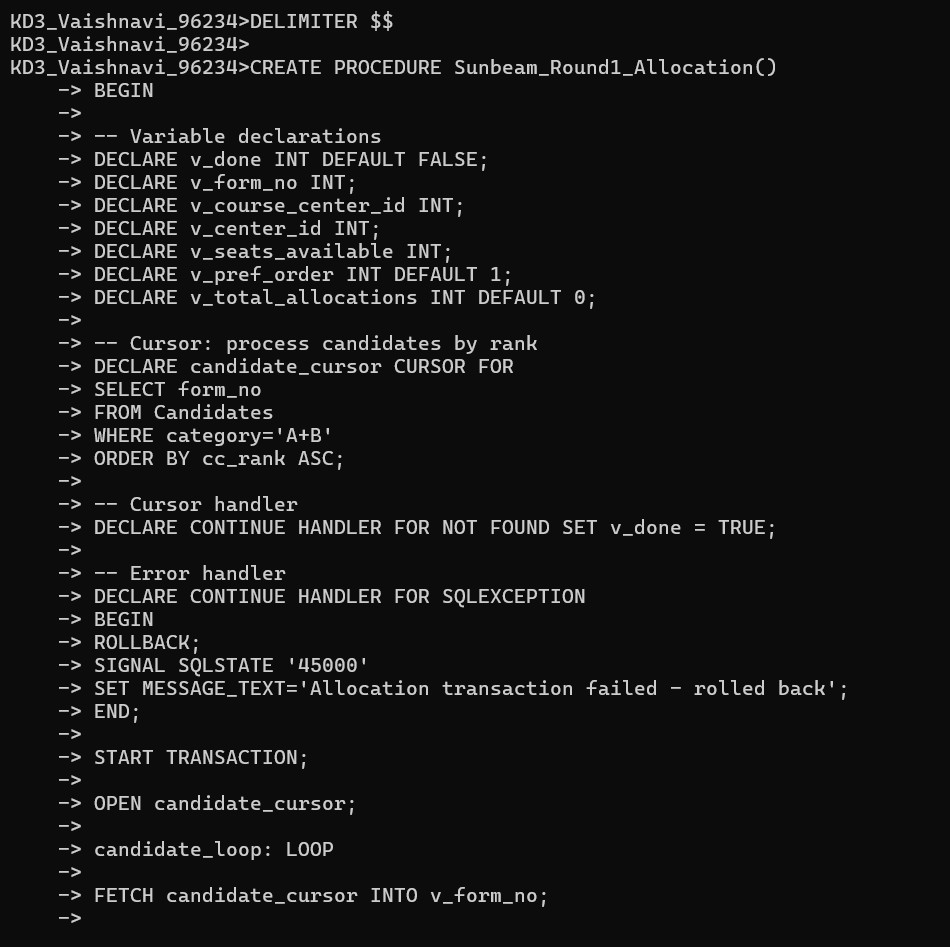 KD3_Vaishnavi_96234>DELIMITER $$
KD3_Vaishnavi_96234>
KD3_Vaishnavi_96234>CREATE PROCEDURE Sunbeam_Round1_Allocation()
    -> BEGIN
    ->
    -> -- Variable declarations
    -> DECLARE v_done INT DEFAULT FALSE;
    -> DECLARE v_form_no INT;
    -> DECLARE v_course_center_id INT;
    -> DECLARE v_center_id INT;
    -> DECLARE v_seats_available INT;
    -> DECLARE v_pref_order INT DEFAULT 1;
    -> DECLARE v_total_allocations INT DEFAULT 0;
    ->
    -> -- Cursor: process candidates by rank
    -> DECLARE candidate_cursor CURSOR FOR
    -> SELECT form_no
    -> FROM Candidates
    -> WHERE category='A+B'
    -> ORDER BY cc_rank ASC;
    ->
    -> -- Cursor handler
    -> DECLARE CONTINUE HANDLER FOR NOT FOUND SET v_done = TRUE;
    ->
    -> -- Error handler
    -> DECLARE CONTINUE HANDLER FOR SQLEXCEPTION
    -> BEGIN
    -> ROLLBACK;
    -> SIGNAL SQLSTATE '45000'
    -> SET MESSAGE_TEXT='Allocation transaction failed - rolled back';
    -> END;
    ->
    -> START TRANSACTION;
    ->
    -> OPEN candidate_cursor;
    ->
    -> candidate_loop: LOOP
    ->
    -> FETCH candidate_cursor INTO v_form_no;
    ->